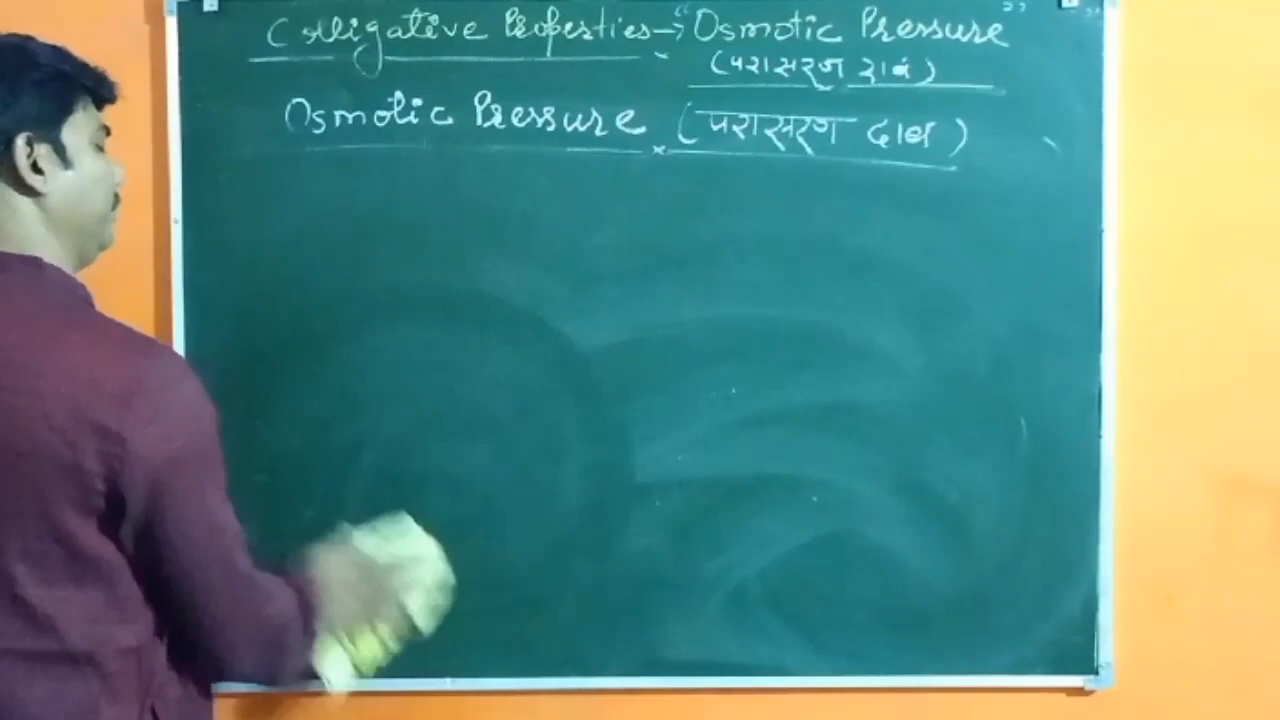 Colligative Properties → "Osmotic Pressure"
(परासरण दाब)
Osmotic Pressure (परासरण दाब)